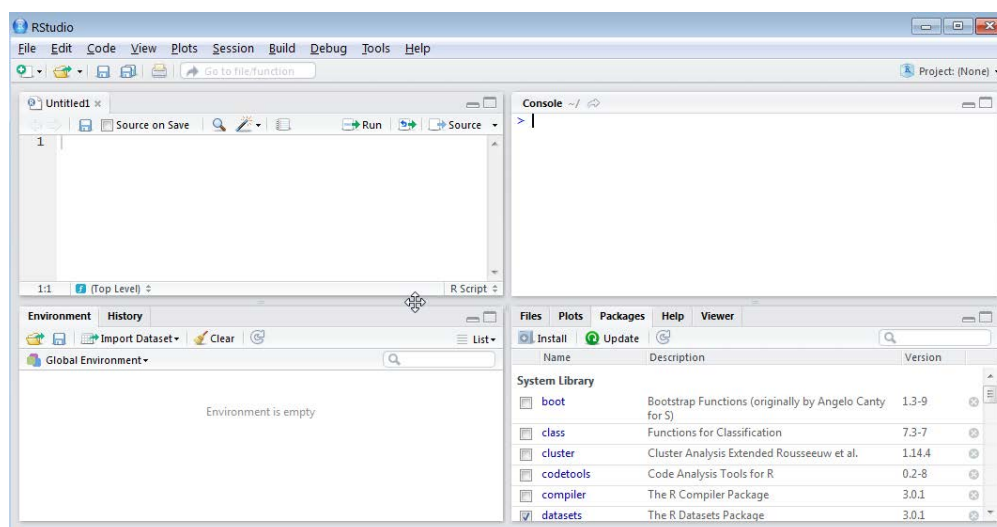 RStudio
File Edit Code View Plots Session Build Debug Tools Help
Go to file/function
Project: (None)
Untitled1
Source on Save Run Source
1
1:1 (Top Level) R Script
Console ~/
>
Environment History
Import Dataset Clear List
Global Environment
Environment is empty
Files Plots Packages Help Viewer
Install Update
Name Description Version
System Library
boot Bootstrap Functions (originally by Angelo Canty for S) 1.3-9
class Functions for Classification 7.3-7
cluster Cluster Analysis Extended Rousseeuw et al. 1.14.4
codetools Code Analysis Tools for R 0.2-8
compiler The R Compiler Package 3.0.1
datasets The R Datasets Package 3.0.1